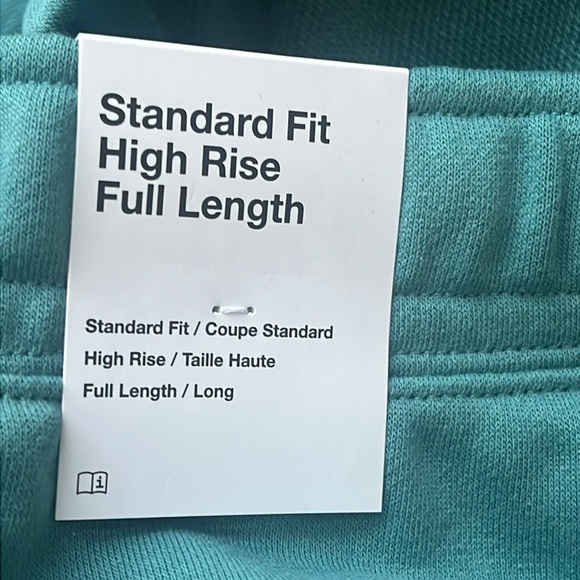 Standard Fit
High Rise
Full Length
Standard Fit / Coupe Standard
High Rise / Taille Haute
Full Length / Long
i